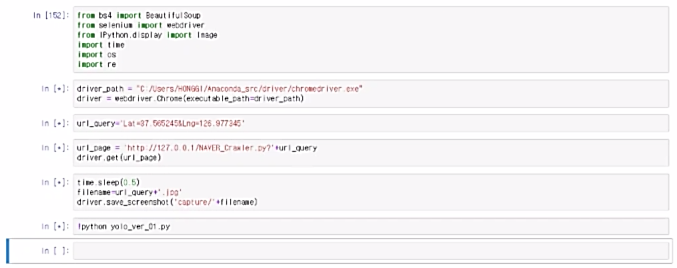 In [152]: from bs4 import BeautifulSoup
from selenium import webdriver
from IPython.display import Image
import time
import os
import re
In [*]: driver_path = "C:/Users/HONGGI/Anaconda_src/driver/chromedriver.exe"
driver = webdriver.Chrome(executable_path=driver_path)
In [*]: url_query='Lat=37.565245&Lng=126.977345'
In [*]: url_page = 'http://127.0.0.1/NAVER_Crawler.py?'+url_query
driver.get(url_page)
In [*]: time.sleep(0.5)
filename=url_query+'.jpg'
driver.save_screenshot('capture/'+filename)
In [*]: !python yolo_ver_01.py
In [ ]: